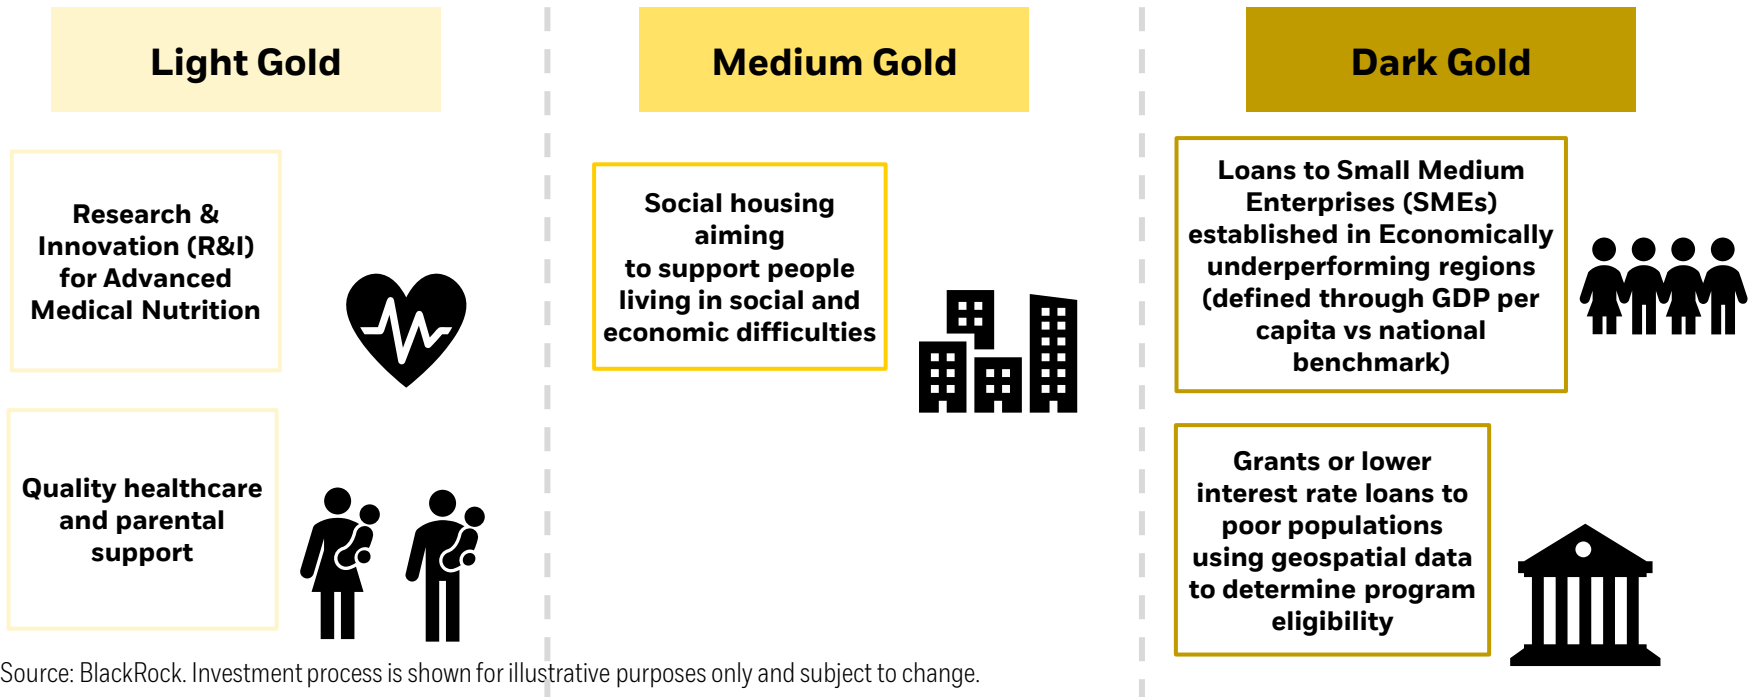 Light Gold
Research &
Innovation (R&I)
for Advanced
Medical Nutrition
Quality healthcare
and parental
support
Medium Gold
Social housing
aiming
to support people
living in social and
economic difficulties
Dark Gold
Loans to Small Medium
Enterprises (SMEs)
established in Economically
underperforming regions
(defined through GDP per
capita vs national
benchmark)
Grants or lower
interest rate loans to
poor populations
using geospatial data
to determine program
eligibility
Source: BlackRock. Investment process is shown for illustrative purposes only and subject to change.